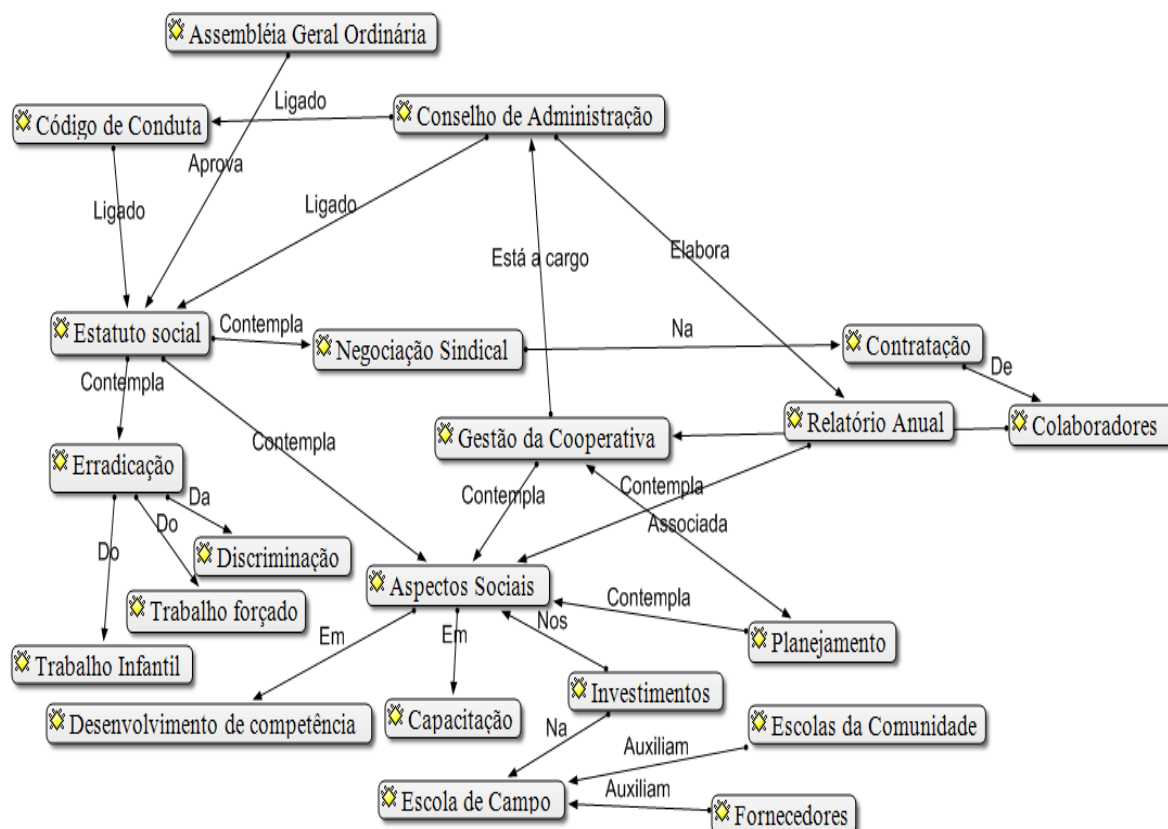 Assembléia Geral Ordinária
Ligado
Conselho de Administração
Código de Conduta
Aprova
Ligado
Ligado
Elabora
Está a cargo
Estatuto social
Contempla
Negociação Sindical
Na
Contratação
De
Contempla
Relatório Anual
Colaboradores
Gestão da Cooperativa
Contempla
Erradicação
Contempla
Contempla
Da
Do
Associada
Do
Discriminação
Aspectos Sociais
Contempla
Trabalho forçado
Nos
Em
Em
Planejamento
Trabalho Infantil
Investimentos
Desenvolvimento de competência
Capacitação
Escolas da Comunidade
Na
Auxiliam
Auxiliam
Escola de Campo
Fornecedores